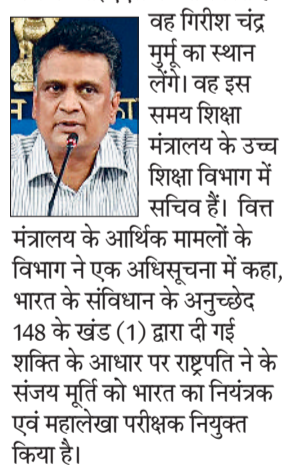 वह गिरीश चंद्र
मुर्मू का स्थान
लेंगे। वह इस
समय शिक्षा
मंत्रालय के उच्च
शिक्षा विभाग में
सचिव हैं। वित्त
मंत्रालय के आर्थिक मामलों के
विभाग ने एक अधिसूचना में कहा,
भारत के संविधान के अनुच्छेद
148 के खंड (1) द्वारा दी गई
शक्ति के आधार पर राष्ट्रपति ने के
संजय मूर्ति को भारत का नियंत्रक
एवं महालेखा परीक्षक नियुक्त
किया है।